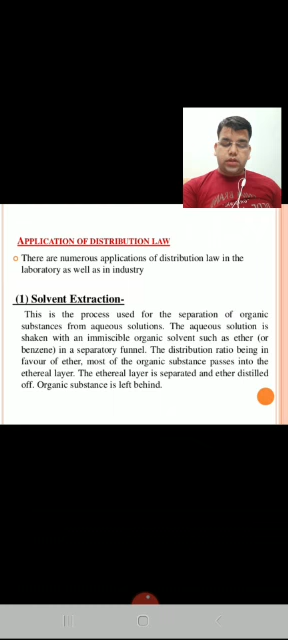 APPLICATION OF DISTRIBUTION LAW
There are numerous applications of distribution law in the
laboratory as well as in industry
(1) Solvent Extraction-
This is the process used for the separation of organic
substances from aqueous solutions. The aqueous solution is
shaken with an immiscible organic solvent such as ether (or
benzene) in a separatory funnel. The distribution ratio being in
favour of ether, most of the organic substance passes into the
ethereal layer. The ethereal layer is separated and ether distilled
off. Organic substance is left behind.